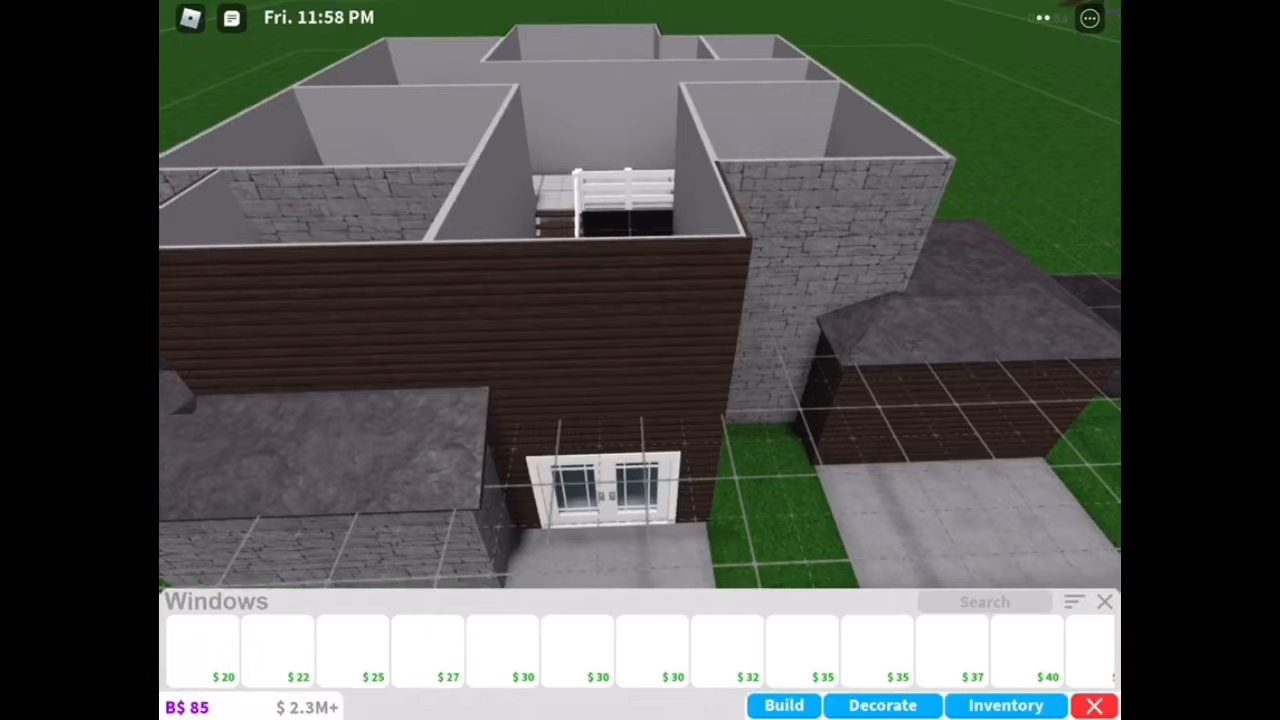 Fri. 11:58 PM
Windows
Search
$ 20
$ 22
$ 25
$ 27
$ 30
$ 30
$ 30
$ 32
$ 35
$ 35
$ 37
$ 40
B$ 85
$ 2.3M+
Build
Decorate
Inventory